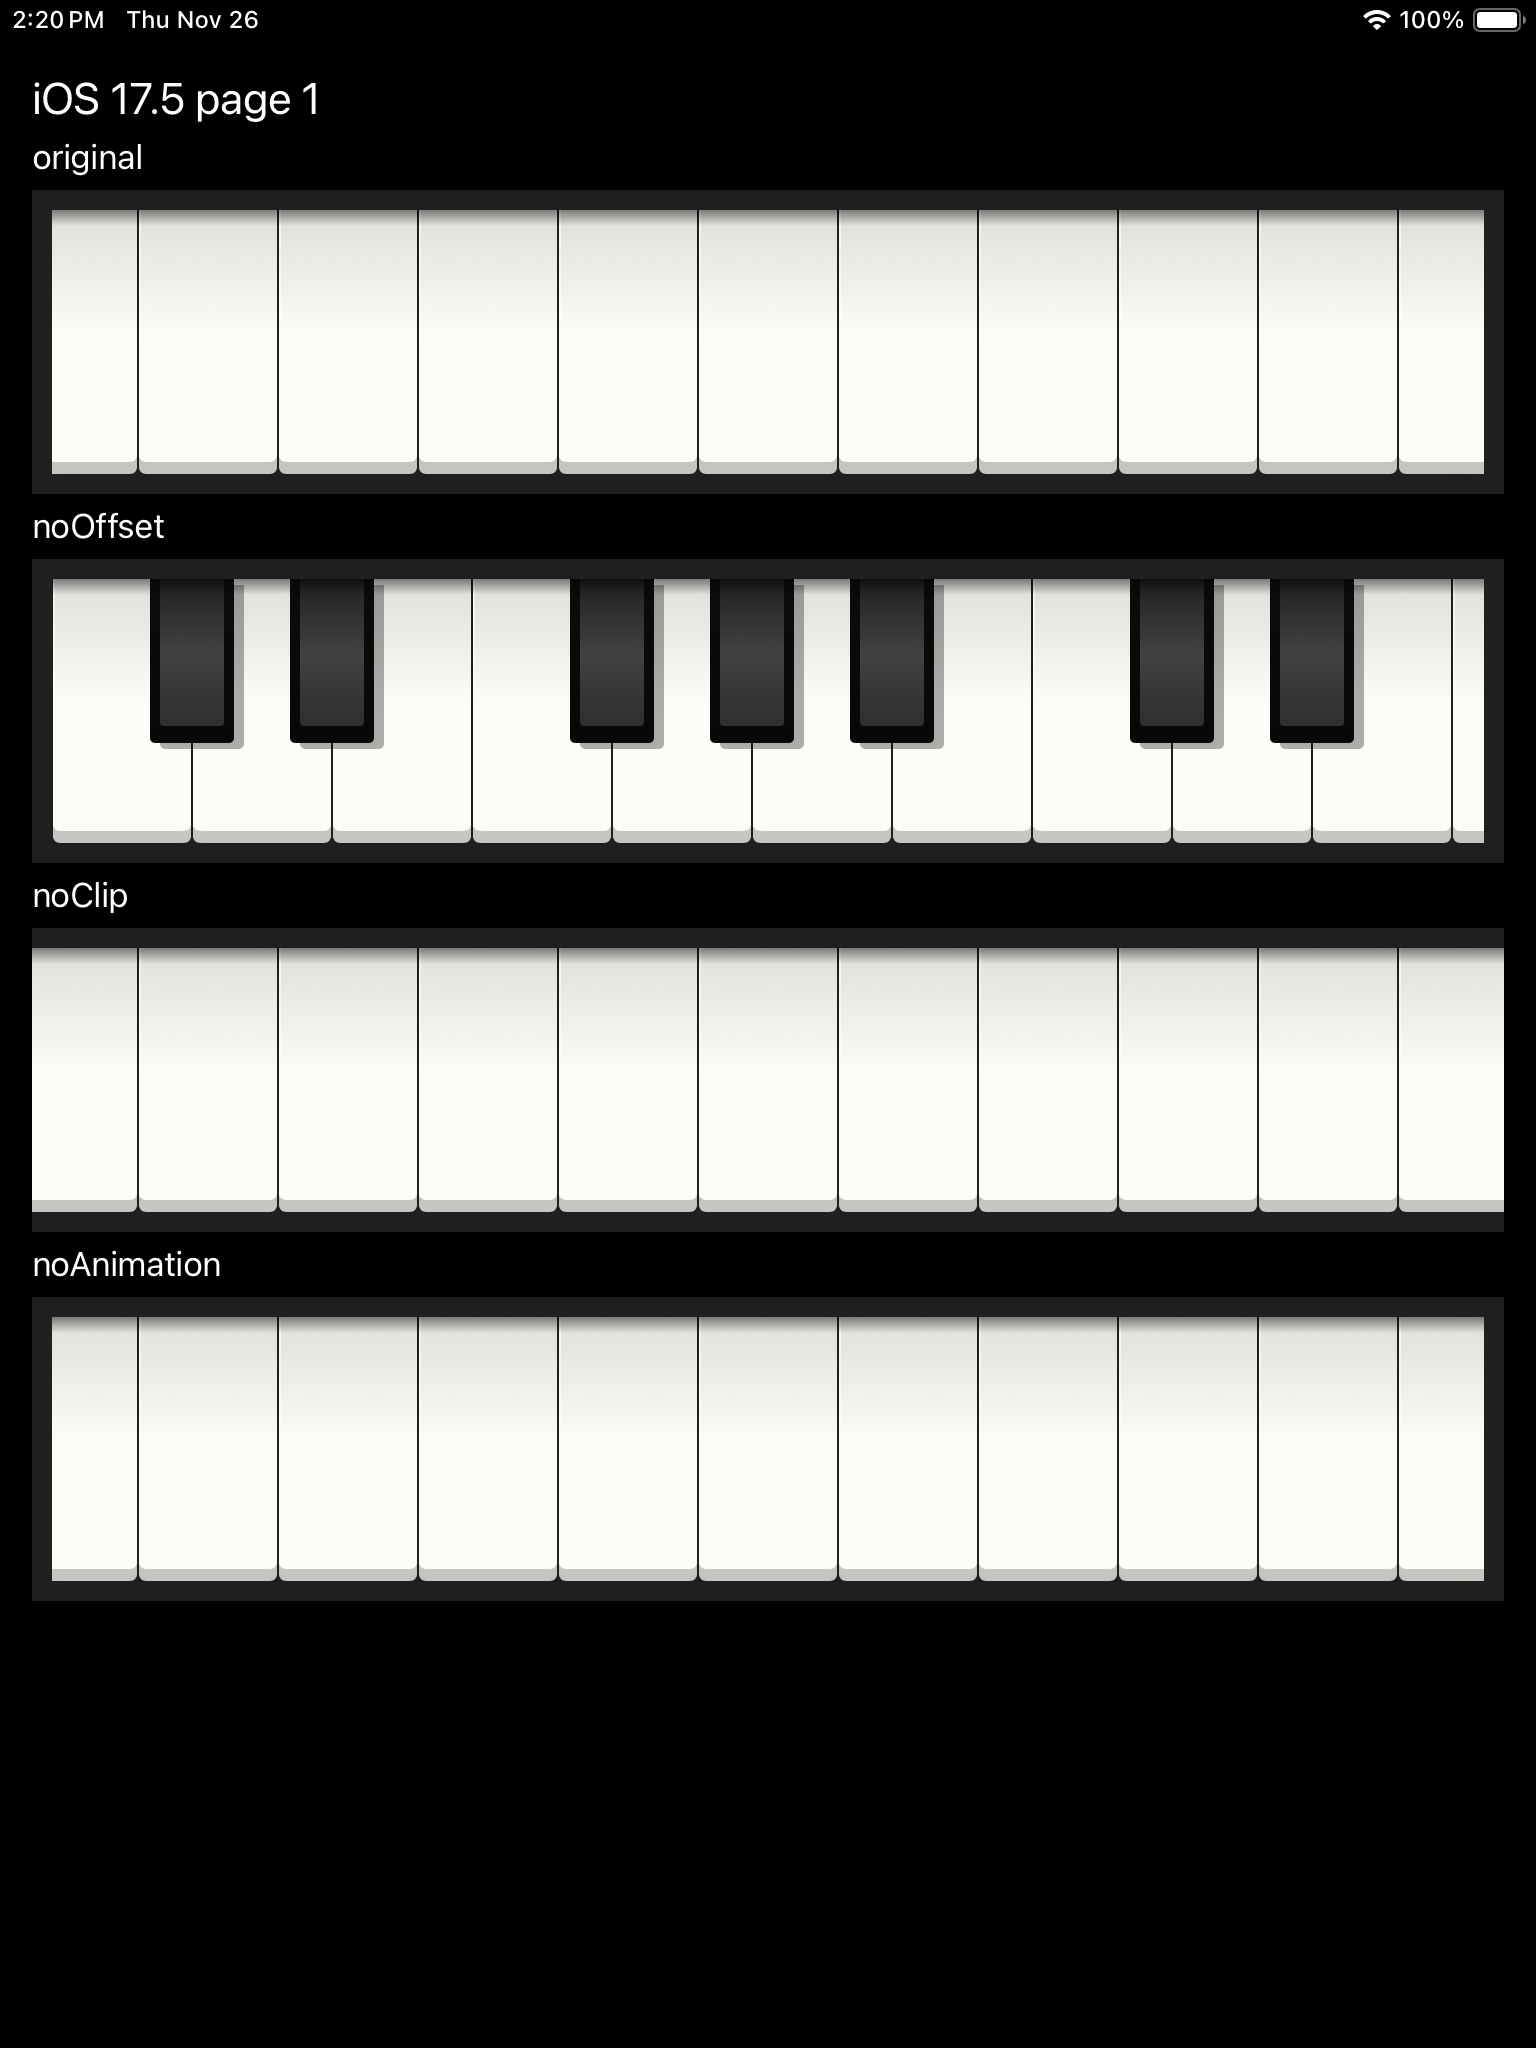 2:20 PM Thu Nov 26 100%
iOS 17.5 page 1
original
noOffset
noClip
noAnimation